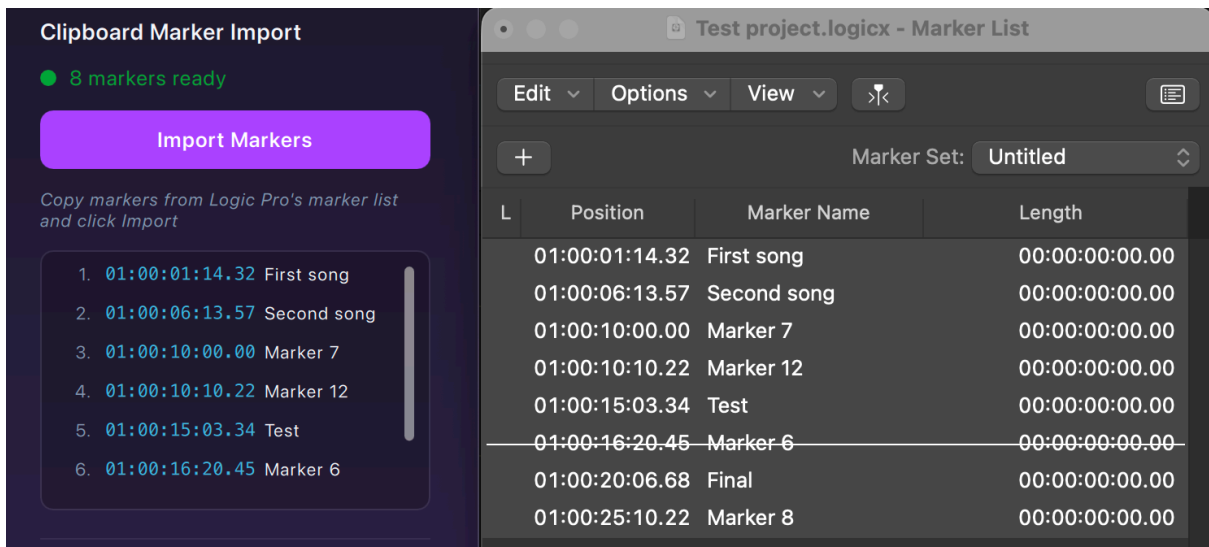 Clipboard Marker Import
8 markers ready
Import Markers
Copy markers from Logic Pro's marker list
and click Import
1. 01:00:01:14.32 First song
2. 01:00:06:13.57 Second song
3. 01:00:10:00.00 Marker 7
4. 01:00:10:10.22 Marker 12
5. 01:00:15:03.34 Test
6. 01:00:16:20.45 Marker 6
Test project.logicx - Marker List
Edit Options View
+ Marker Set: Untitled
L Position Marker Name Length
01:00:01:14.32 First song 00:00:00:00.00
01:00:06:13.57 Second song 00:00:00:00.00
01:00:10:00.00 Marker 7 00:00:00:00.00
01:00:10:10.22 Marker 12 00:00:00:00.00
01:00:15:03.34 Test 00:00:00:00.00
01:00:16:20.45 Marker 6 00:00:00:00.00
01:00:20:06.68 Final 00:00:00:00.00
01:00:25:10.22 Marker 8 00:00:00:00.00